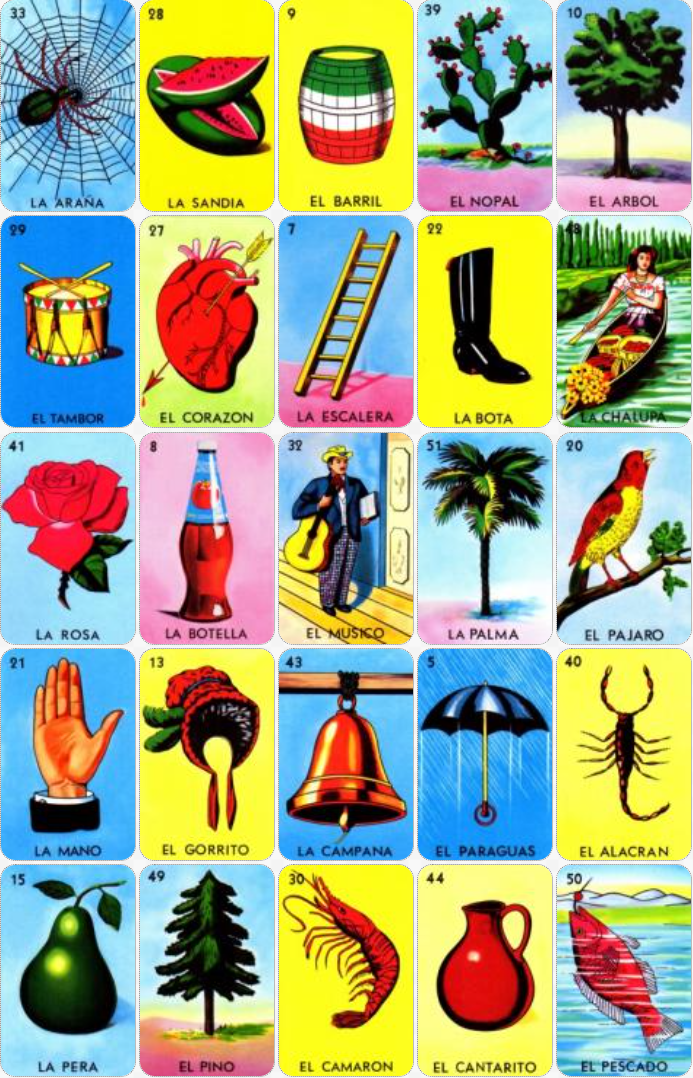 33
LA ARAÑA
28
LA SANDIA
9
EL BARRIL
39
EL NOPAL
10
EL ARBOL
29
EL TAMBOR
27
EL CORAZON
7
LA ESCALERA
22
LA BOTA
48
LA CHALUPA
41
LA ROSA
8
LA BOTELLA
32
EL MUSICO
51
LA PALMA
20
EL PAJARO
21
LA MANO
13
EL GORRITO
43
LA CAMPANA
5
EL PARAGUAS
40
EL ALACRAN
15
LA PERA
49
EL PINO
30
EL CAMARON
44
EL CANTARITO
50
EL PESCADO